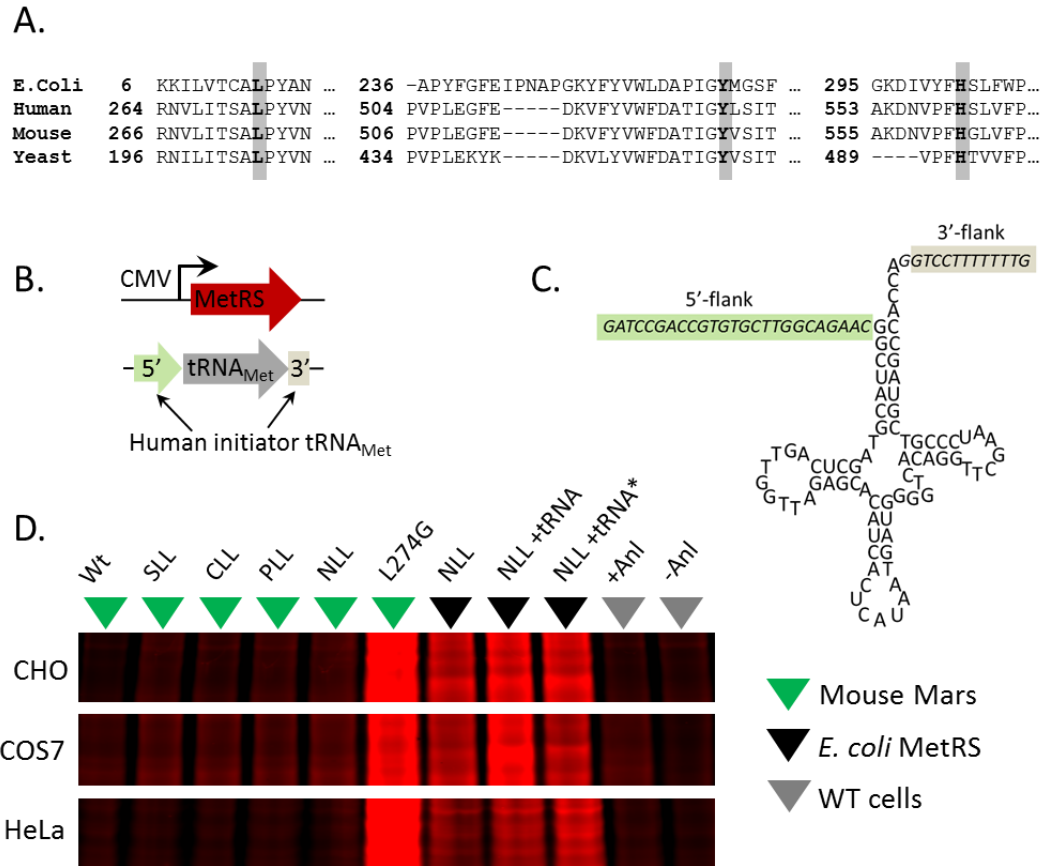 A.
E.Coli 6 KKILVTCALPYAN … 236 -APYFGFEIPNAPGKYFYVWLDAPIGYMGSF … 295 GKDIVYFHSLFWP…
Human 264 RNVLITSALPYVN … 504 PVPLEGFE-----DKVFYVWFDATIGYLSIT … 553 AKDNVPFHSLVFP…
Mouse 266 RNVLITSALPYVN … 506 PVPLEGFE-----DKVFYVWFDATIGYVSIT … 555 AKDNVPFHGLVFP…
Yeast 196 RNILITSALPYVN … 434 PVPLEKYK-----DKVLYVWFDATIGYVSIT … 489 ----VPFHTVVFP…
B.
CMV
MetRS
5’ tRNAMet 3’
Human initiator tRNAMet
C.
3’-flank
GGTCCTTTTTTTG
5’-flank
GATCCGACCGTGTGCTTGGCAGAAC
D.
Wt SLL CLL PLL NLL L274G NLL NLL +tRNA NLL +tRNA* +Anl -Anl
CHO
COS7
HeLa
Mouse Mars
E. coli MetRS
WT cells